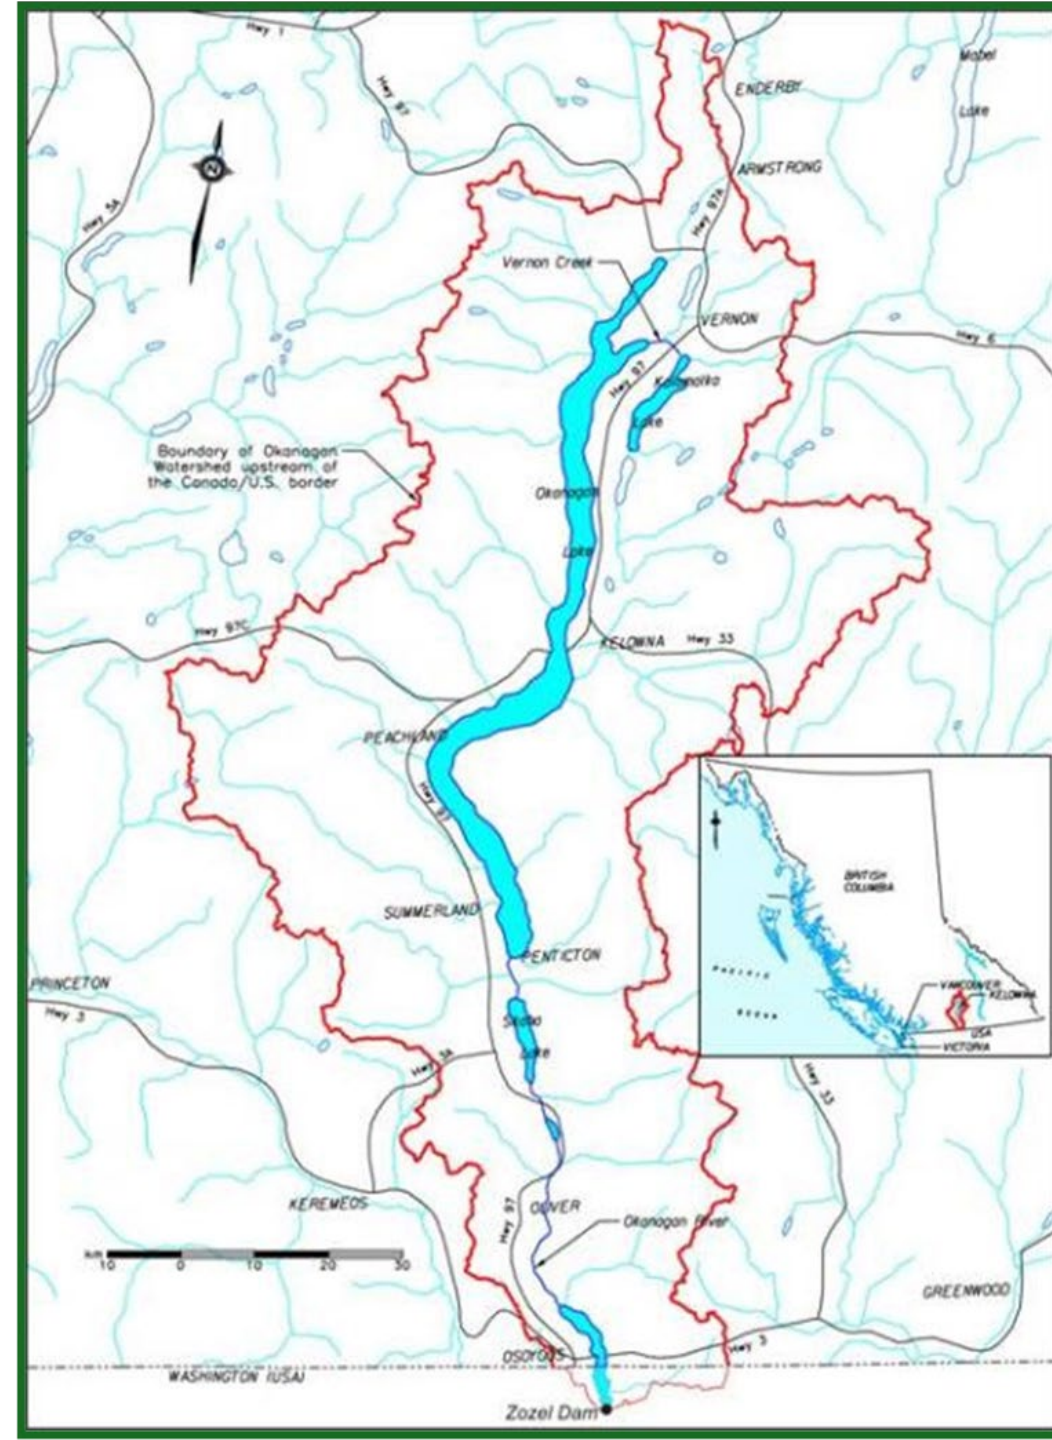 Hwy 1
Mabel
Lake
Hwy 97
ENDERBY
N
ARMSTRONG
Hwy 5A
Hwy 97A
Vernon Creek
VERNON
Hwy 6
Hwy 97
Kalamalka
Lake
Boundary of Okanagan
Watershed upstream of
the Canada/U.S. border
Okanagan
Lake
Hwy 97C
KELOWNA
Hwy 33
PEACHLAND
Hwy 97
SUMMERLAND
PENTICTON
PRINCETON
Hwy 3
Skaha
Lake
Hwy 3A
BRITISH
COLUMBIA
PACIFIC
OCEAN
VANCOUVER
KELOWNA
USA
VICTORIA
Hwy 33
KEREMEOS
Hwy 97
OLIVER
Okanagan River
km
10 0 10 20 30
GREENWOOD
OSOYOOS
Hwy 3
WASHINGTON (USA)
Zozel Dam